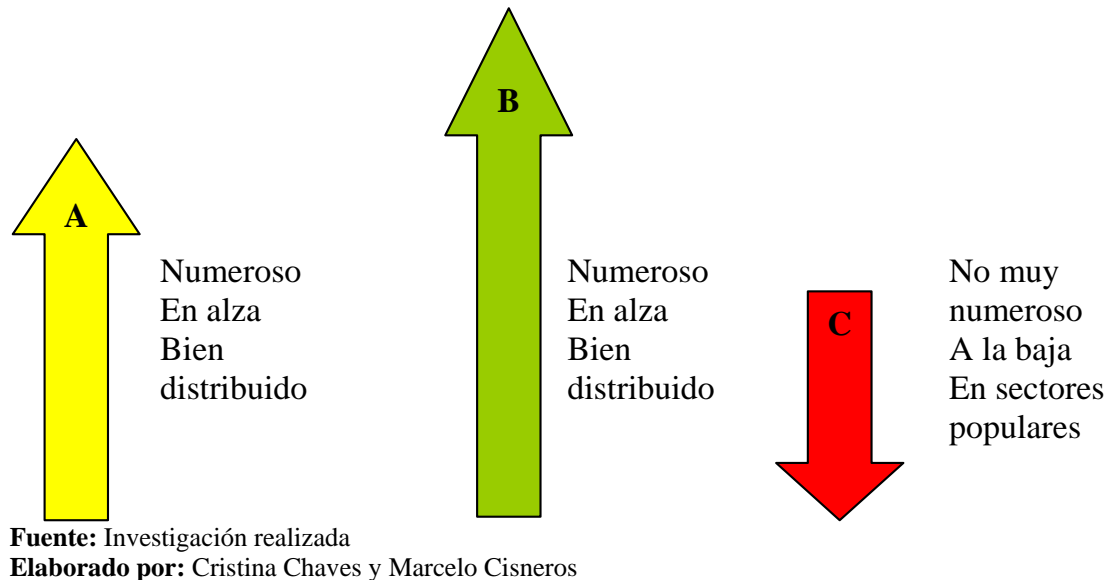 B
A
Numeroso
En alza
Bien
distribuido
Numeroso
En alza
Bien
distribuido
C
No muy
numeroso
A la baja
En sectores
populares
Fuente: Investigación realizada
Elaborado por: Cristina Chaves y Marcelo Cisneros